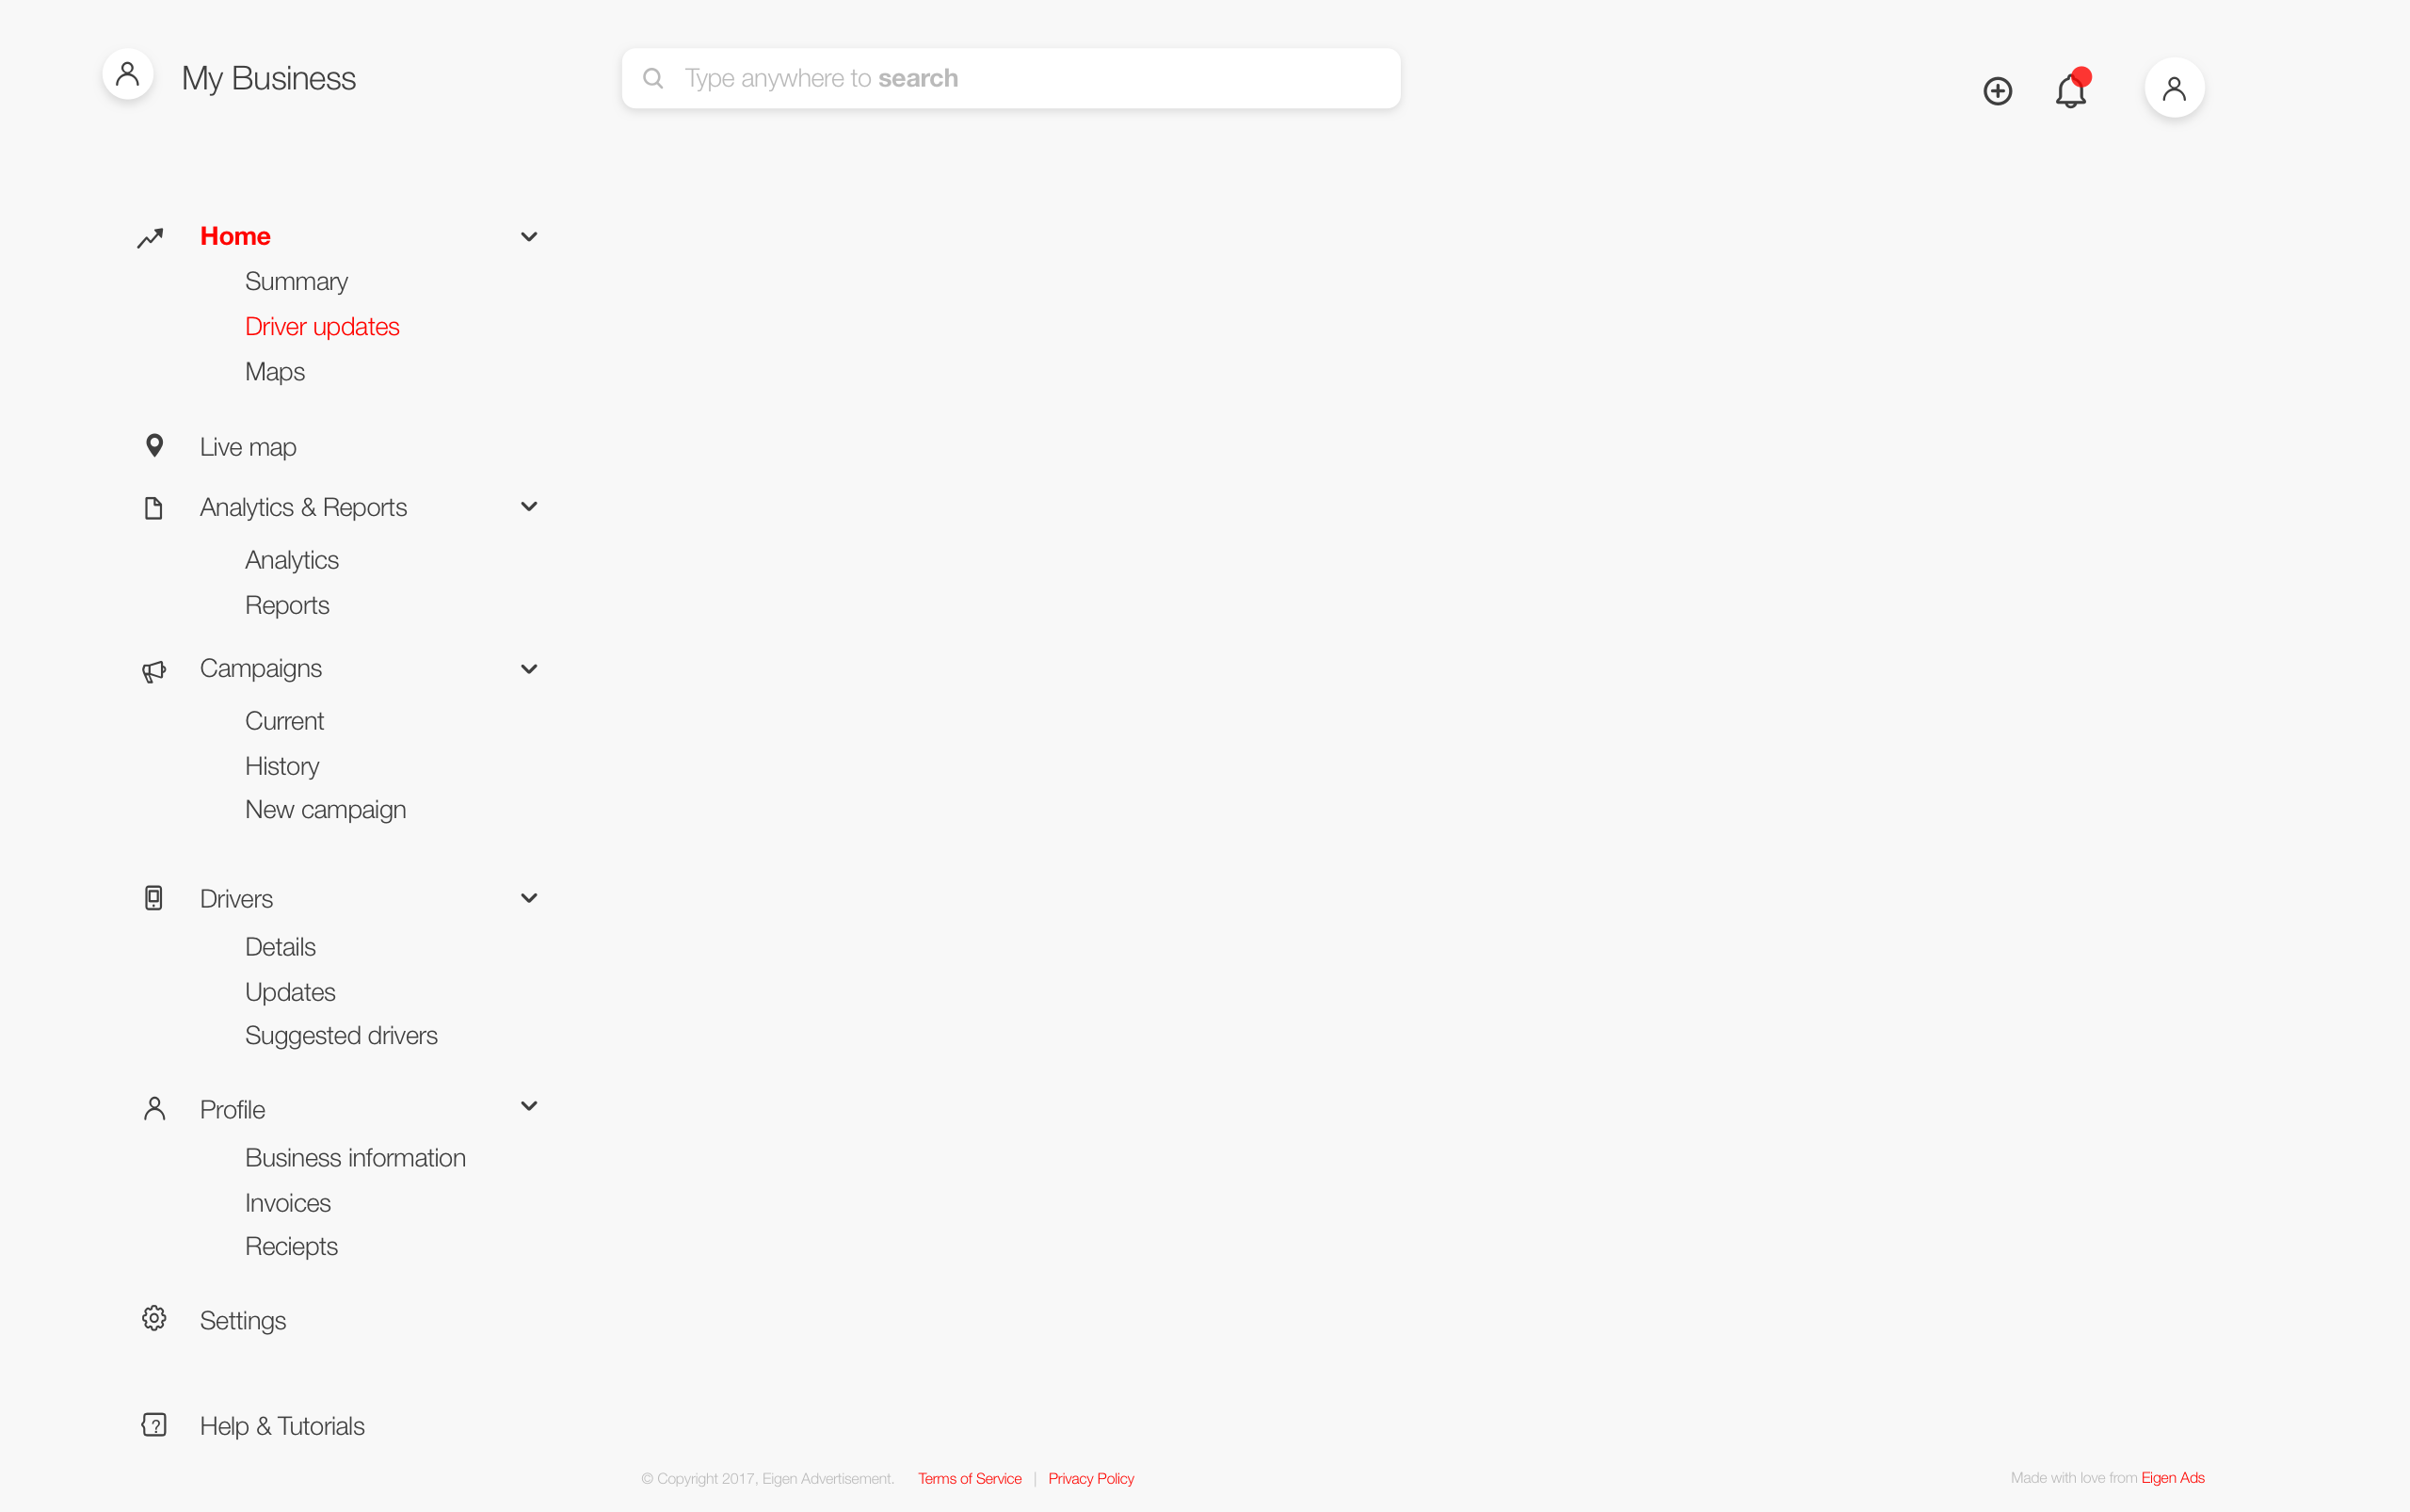 My Business
Type anywhere to search
Home
Summary
Driver updates
Maps
Live map
Analytics & Reports
Analytics
Reports
Campaigns
Current
History
New campaign
Drivers
Details
Updates
Suggested drivers
Profile
Business information
Invoices
Reciepts
Settings
Help & Tutorials
© Copyright 2017, Eigen Advertisement. Terms of Service | Privacy Policy
Made with love from Eigen Ads